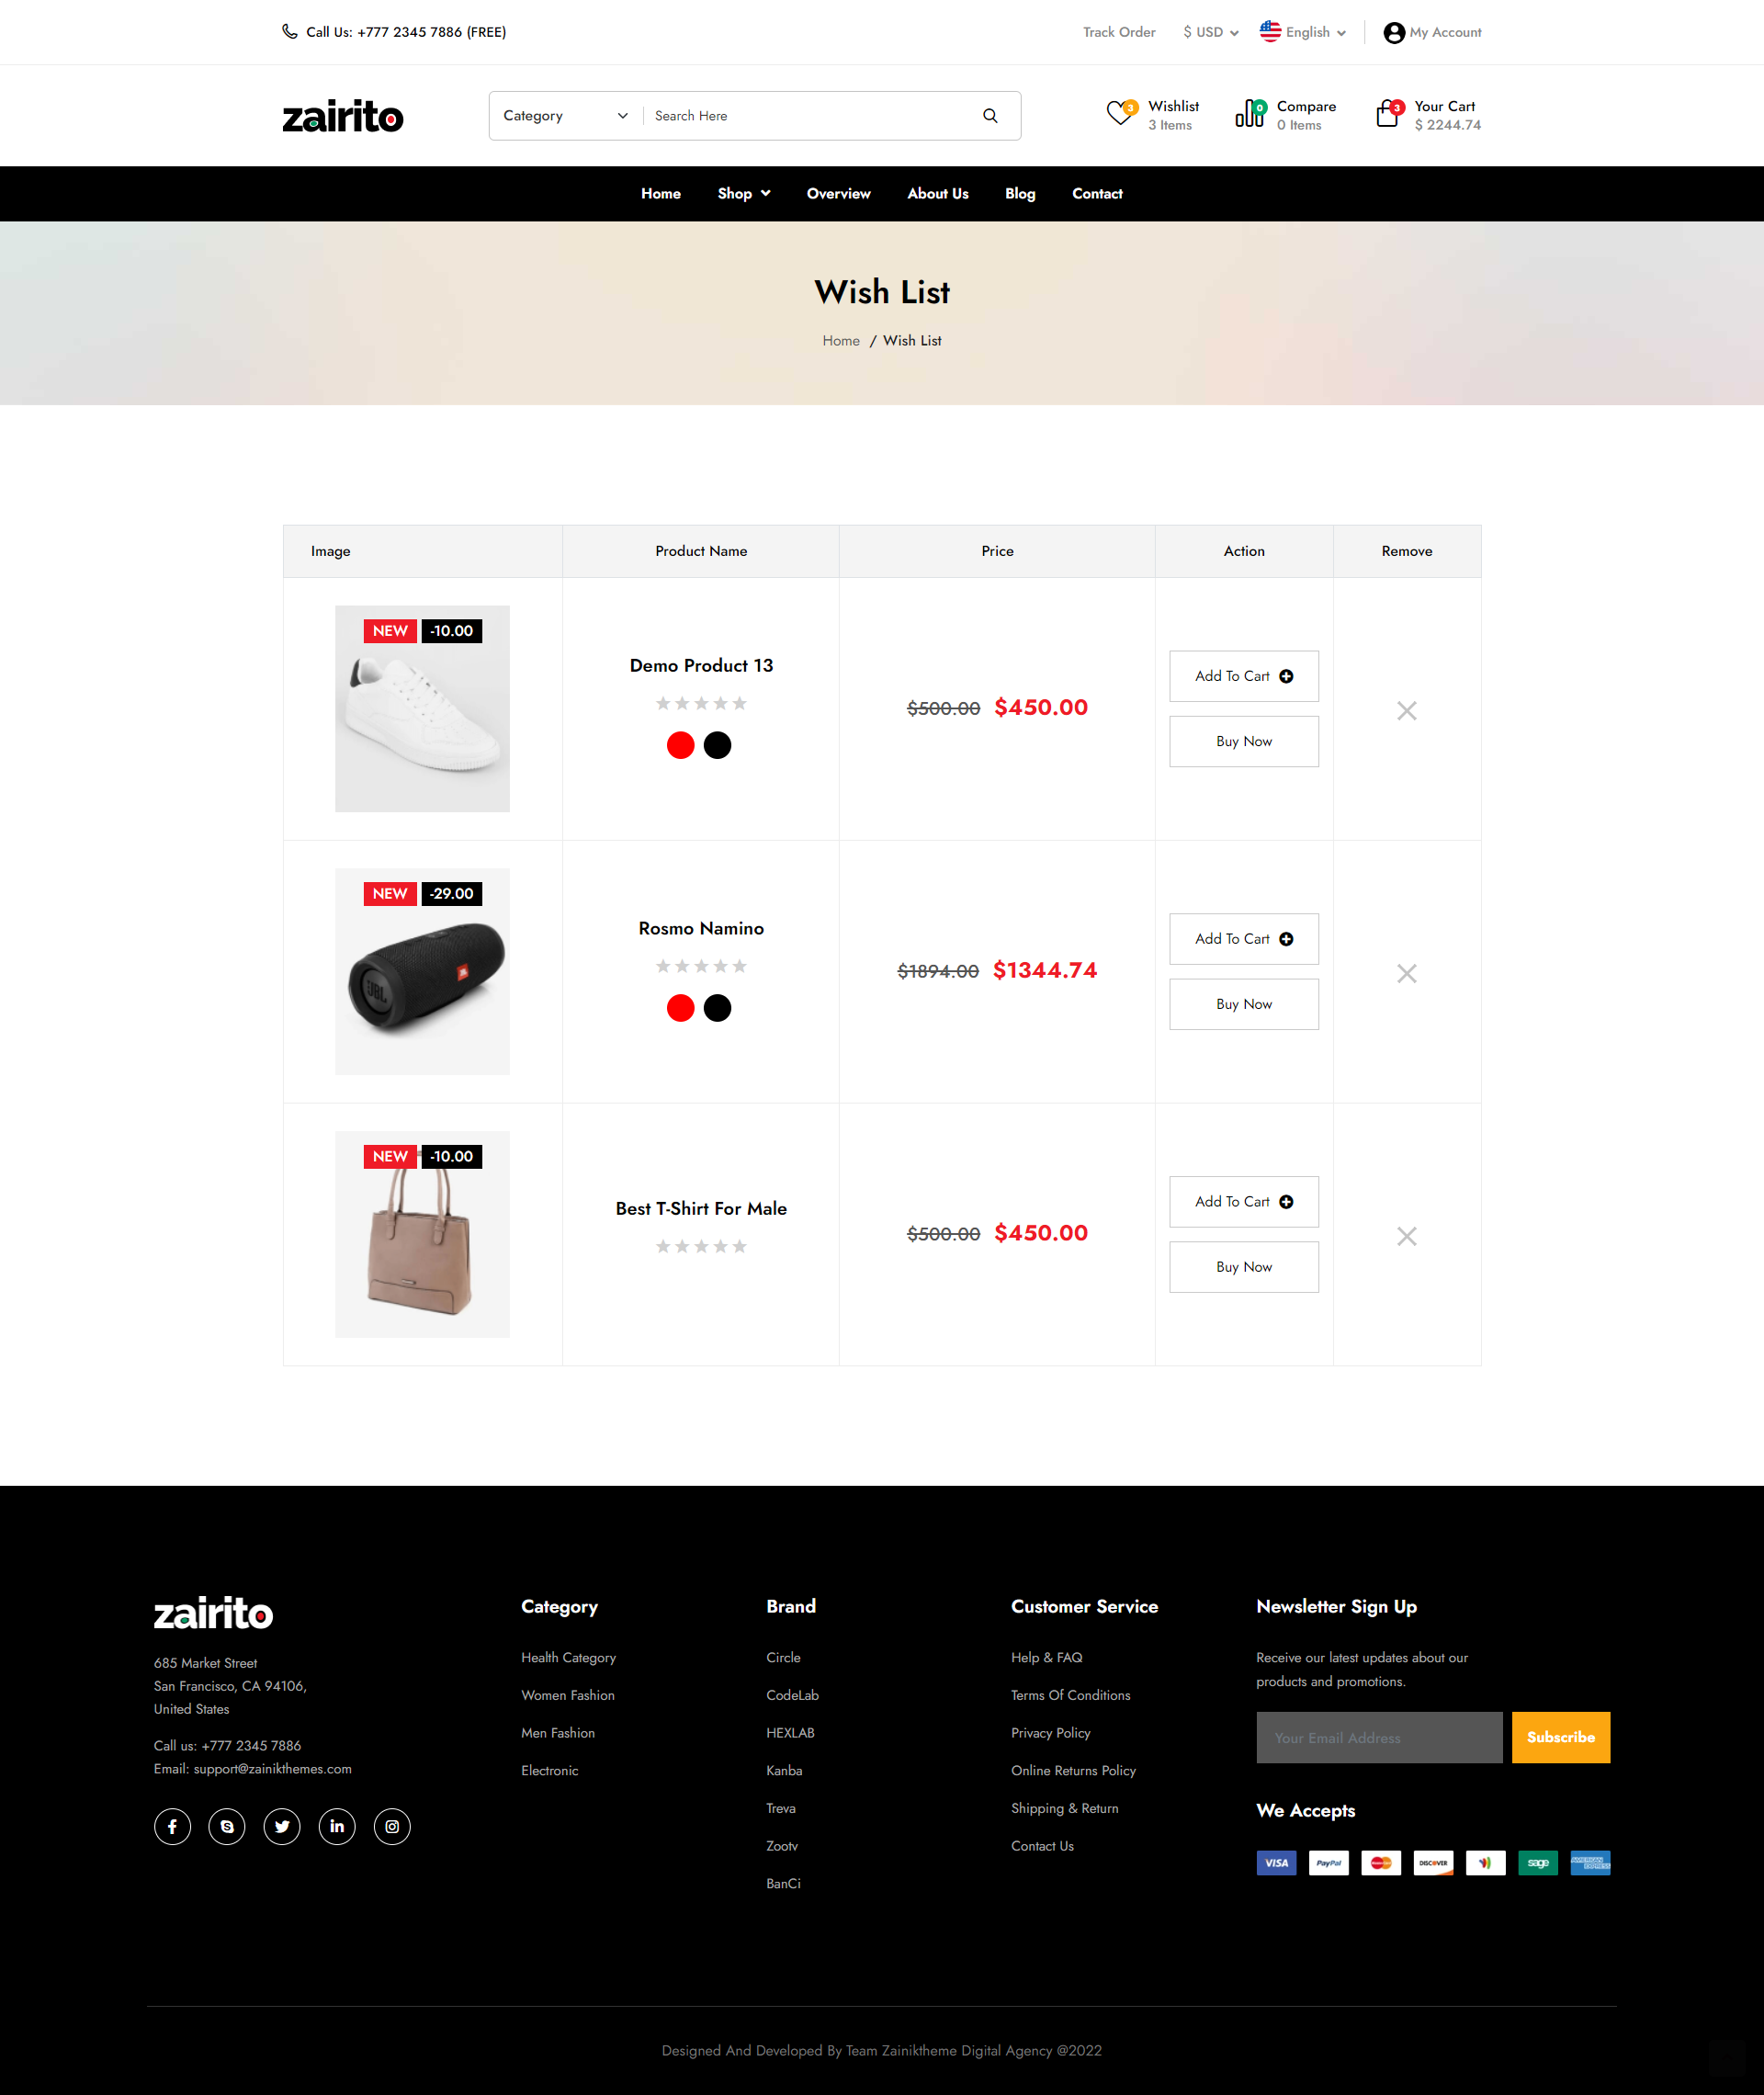 Call Us: +777 2345 7886 (FREE)
Track Order
$ USD
English
My Account
zairito
Category
Search Here
3
Wishlist
3 Items
0
Compare
0 Items
3
Your Cart
$ 2244.74
Home
Shop
Overview
About Us
Blog
Contact
Wish List
Home / Wish List
Image
Product Name
Price
Action
Remove
NEW
-10.00
Demo Product 13
$500.00 $450.00
Add To Cart
Buy Now
NEW
-29.00
JBL
JBL
Rosmo Namino
$1894.00 $1344.74
Add To Cart
Buy Now
NEW
-10.00
Best T-Shirt For Male
$500.00 $450.00
Add To Cart
Buy Now
zairito
685 Market Street
San Francisco, CA 94106,
United States
Call us: +777 2345 7886
Email: support@zainikthemes.com
Category
Health Category
Women Fashion
Men Fashion
Electronic
Brand
Circle
CodeLab
HEXLAB
Kanba
Treva
Zootv
BanCi
Customer Service
Help & FAQ
Terms Of Conditions
Privacy Policy
Online Returns Policy
Shipping & Return
Contact Us
Newsletter Sign Up
Receive our latest updates about our
products and promotions.
Your Email Address
Subscribe
We Accepts
VISA
PayPal
DISCOVER
sage
AMERICAN
EXPRESS
Designed And Developed By Team Zainiktheme Digital Agency @2022